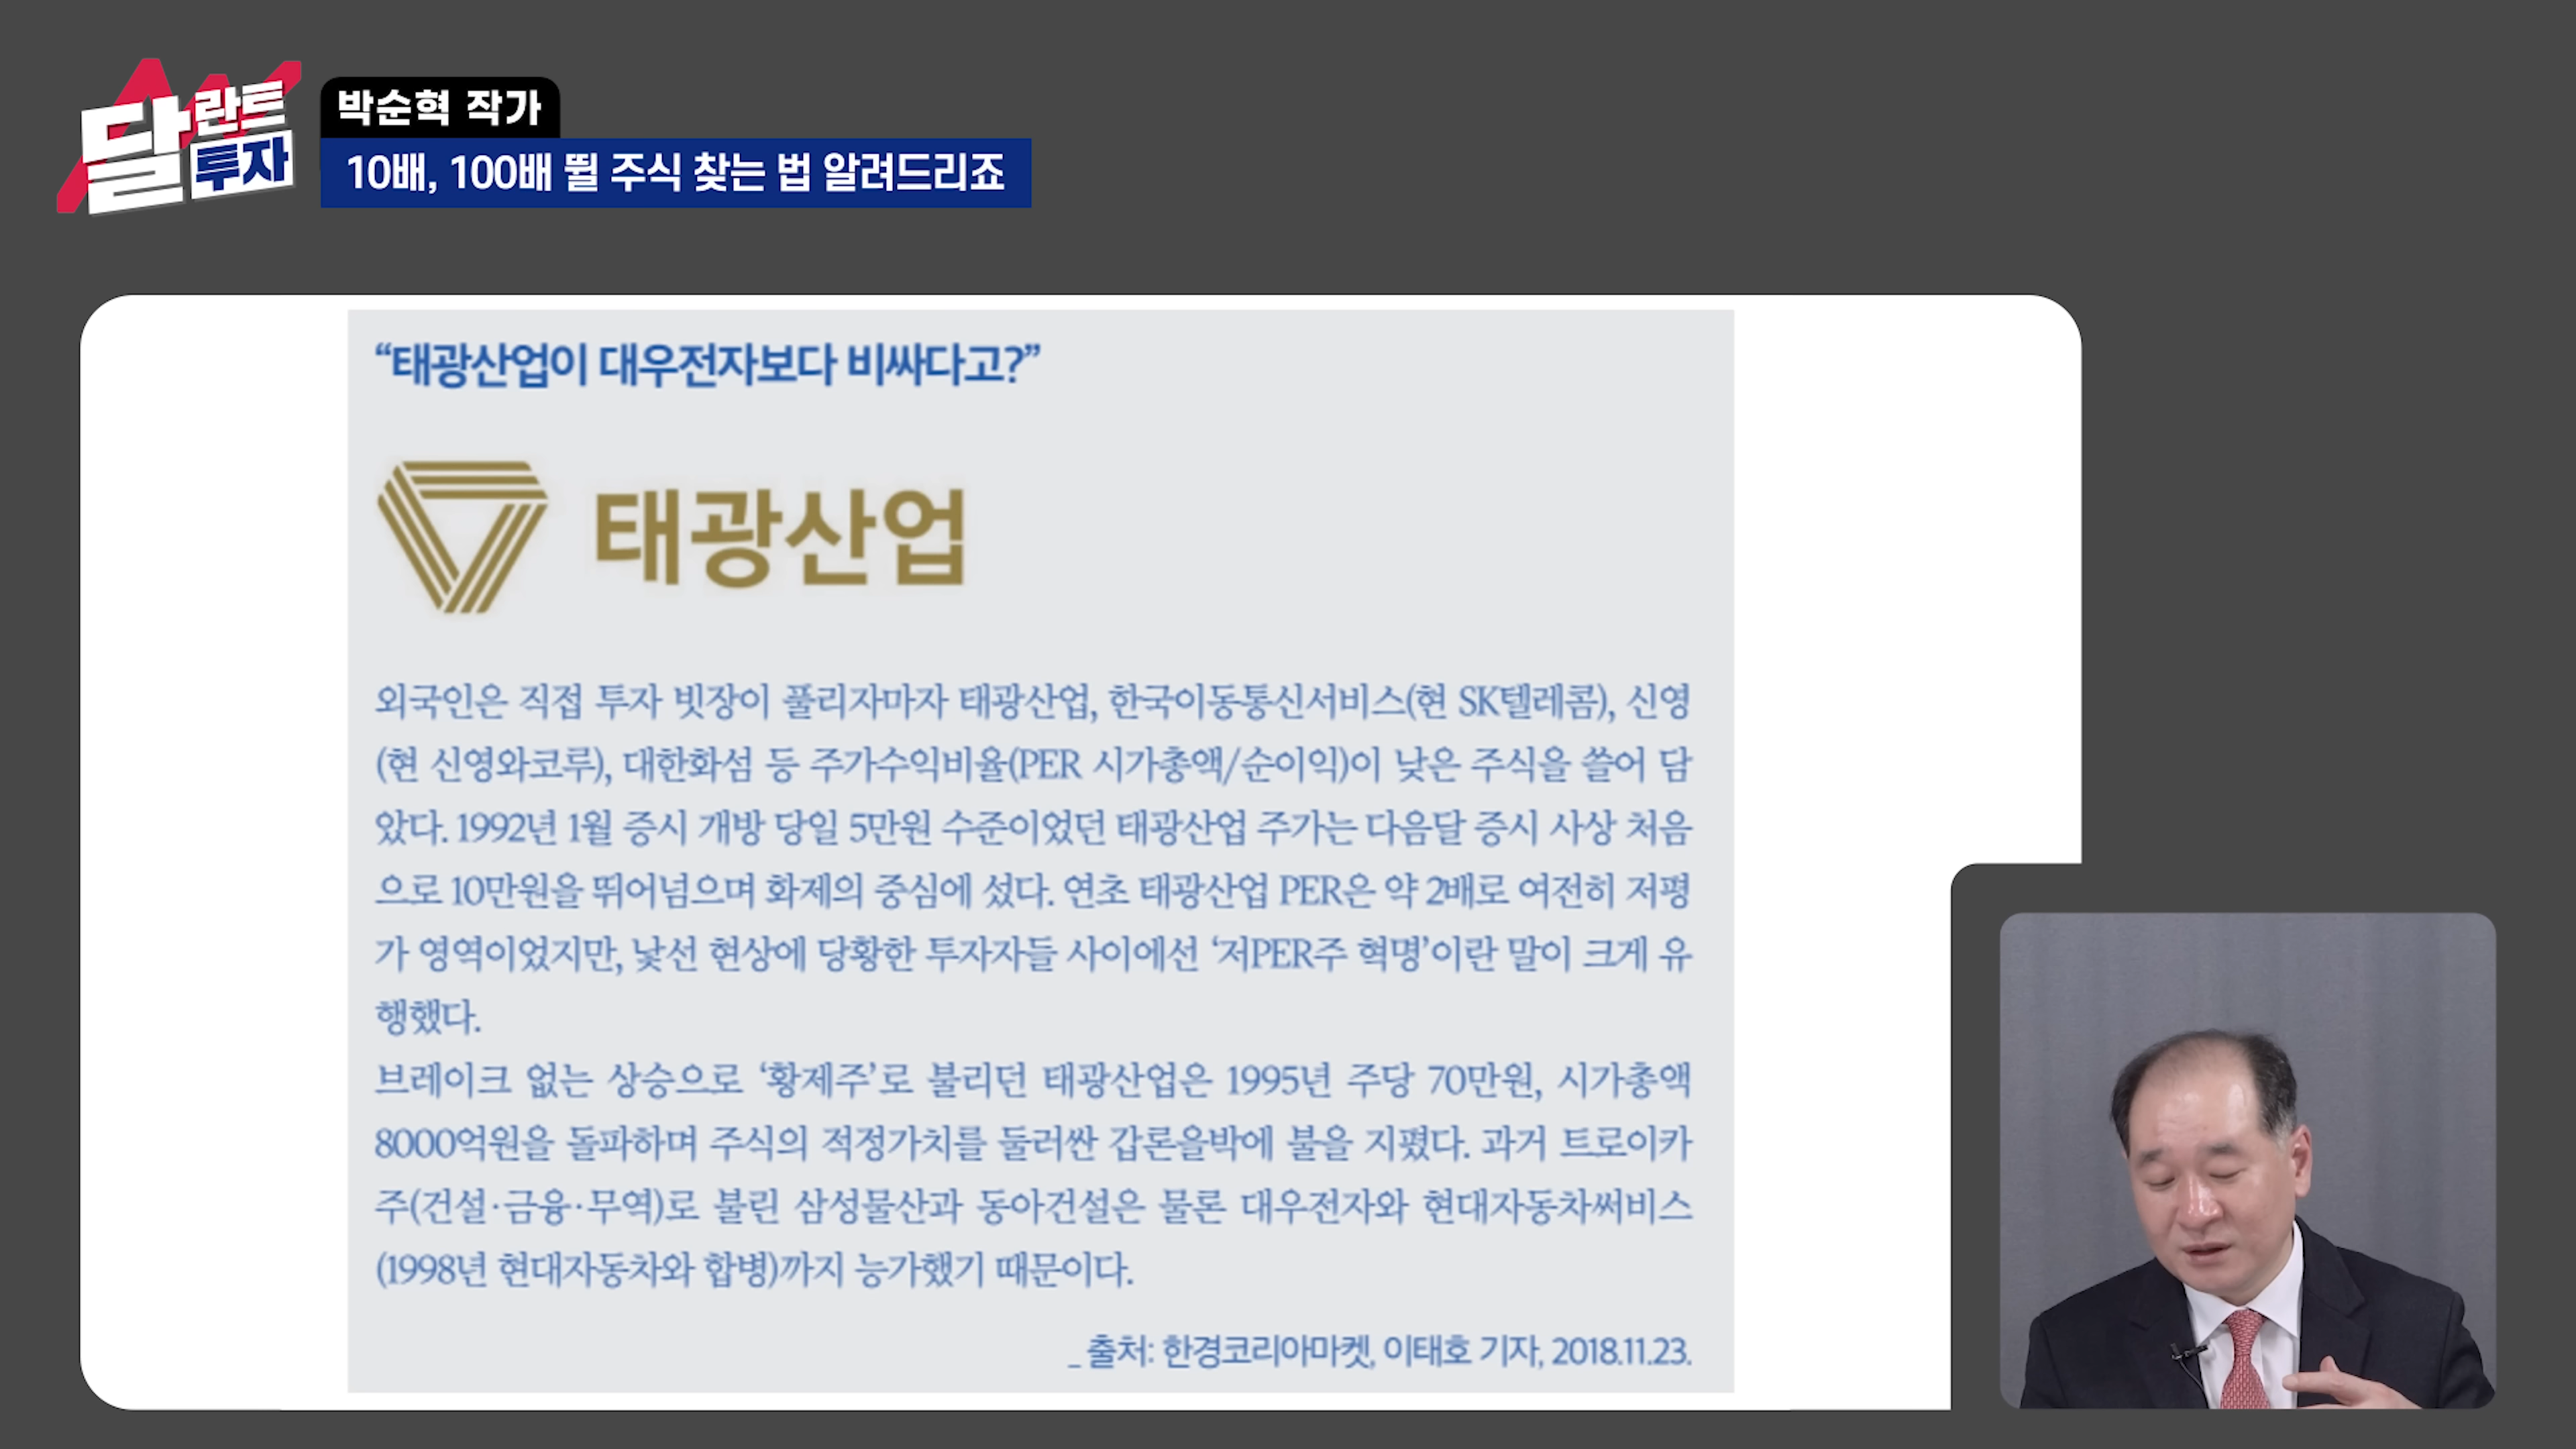 달란트
투자
박순혁 작가
10배, 100배 뛸 주식 찾는 법 알려드리죠
“태광산업이 대우전자보다 비싸다고?”
태광산업
외국인은 직접 투자 빗장이 풀리자마자 태광산업, 한국이동통신서비스(현 SK텔레콤), 신영
(현 신영와코루), 대한화섬 등 주가수익비율(PER 시가총액/순이익)이 낮은 주식을 쓸어 담
았다. 1992년 1월 증시 개방 당일 5만원 수준이었던 태광산업 주가는 다음달 증시 사상 처음
으로 10만원을 뛰어넘으며 화제의 중심에 섰다. 연초 태광산업 PER은 약 2배로 여전히 저평
가 영역이었지만, 낯선 현상에 당황한 투자자들 사이에선 ‘저PER주 혁명’이란 말이 크게 유
행했다.
브레이크 없는 상승으로 ‘황제주’로 불리던 태광산업은 1995년 주당 70만원, 시가총액
8000억원을 돌파하며 주식의 적정가치를 둘러싼 갑론을박에 불을 지폈다. 과거 트로이카
주(건설·금융·무역)로 불린 삼성물산과 동아건설은 물론 대우전자와 현대자동차써비스
(1998년 현대자동차와 합병)까지 능가했기 때문이다.
_ 출처: 한경코리아마켓, 이태호 기자, 2018.11.23.